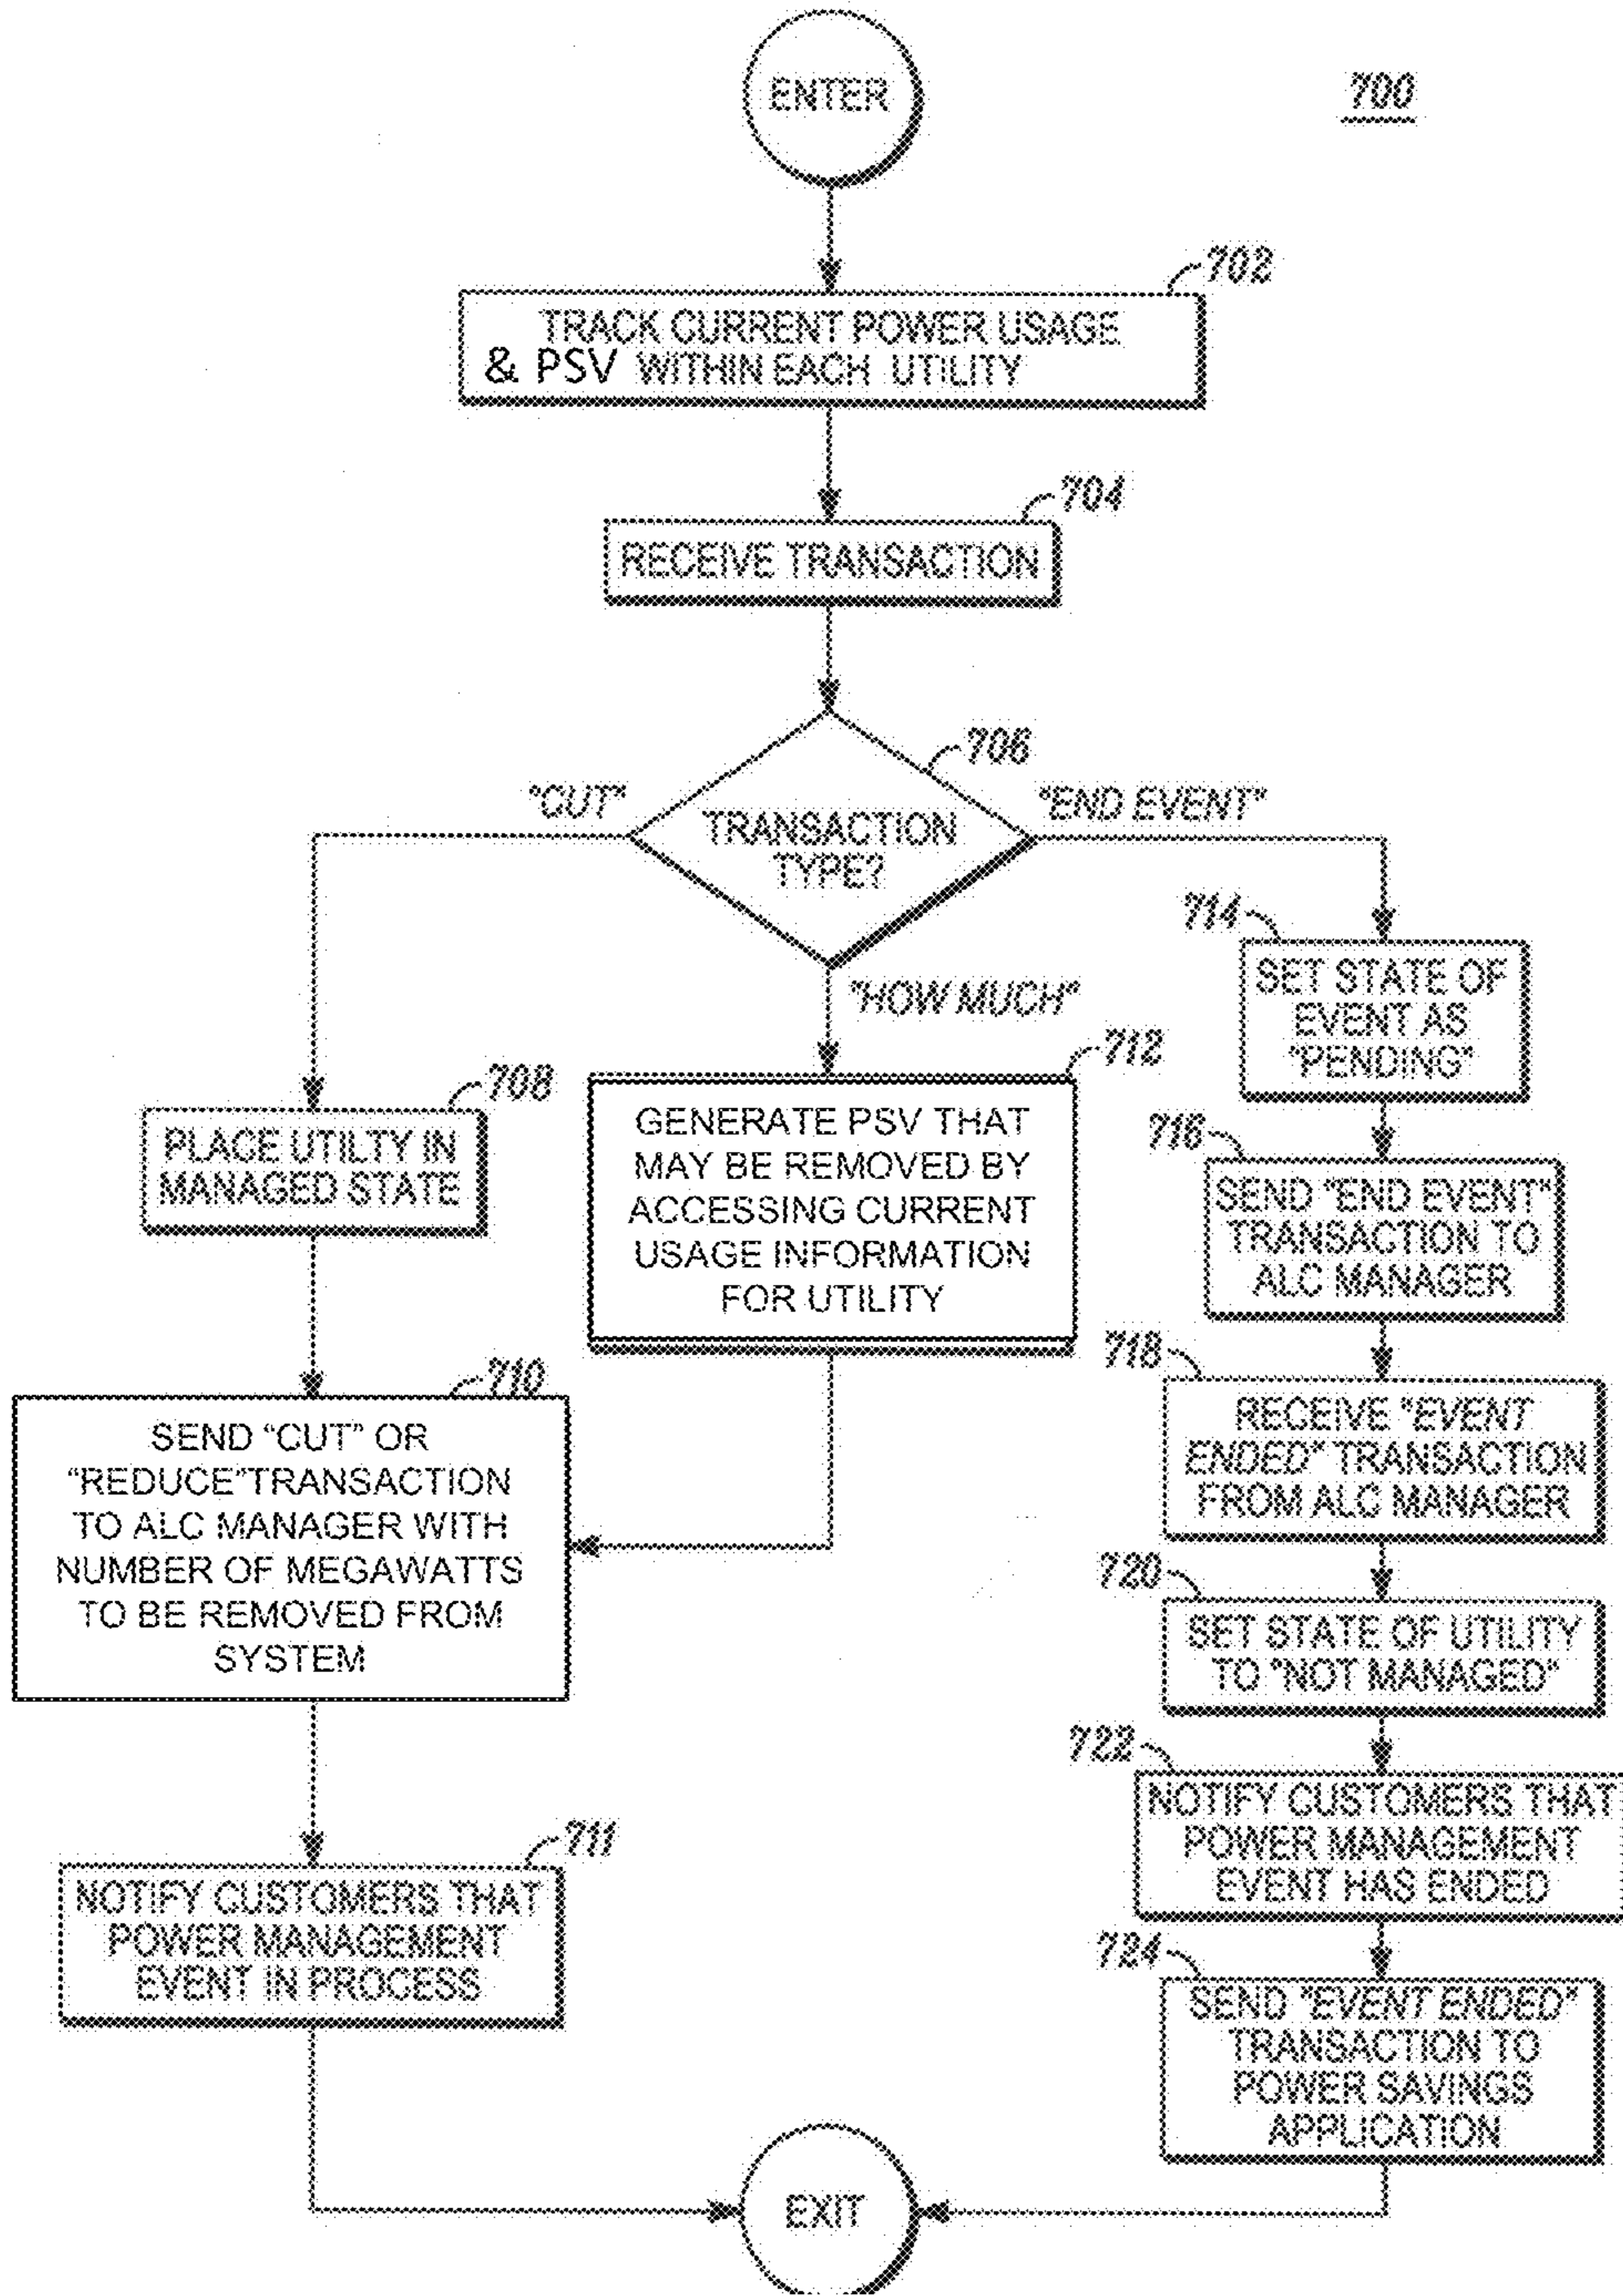 ENTER
700
702
TRACK CURRENT POWER USAGE
& PSV WITHIN EACH UTILITY
704
RECEIVE TRANSACTION
706
"CUT"
"END EVENT"
TRANSACTION
TYPE?
"HOW MUCH"
708
PLACE UTILTY IN
MANAGED STATE
712
GENERATE PSV THAT
MAY BE REMOVED BY
ACCESSING CURRENT
USAGE INFORMATION
FOR UTILITY
710
SEND "CUT" OR
"REDUCE"TRANSACTION
TO ALC MANAGER WITH
NUMBER OF MEGAWATTS
TO BE REMOVED FROM
SYSTEM
711
NOTIFY CUSTOMERS THAT
POWER MANAGEMENT
EVENT IN PROCESS
714
SET STATE OF
EVENT AS
"PENDING"
716
SEND "END EVENT"
TRANSACTION TO
ALC MANAGER
718
RECEIVE "EVENT
ENDED" TRANSACTION
FROM ALC MANAGER
720
SET STATE OF UTILITY
TO "NOT MANAGED"
722
NOTIFY CUSTOMERS THAT
POWER MANAGEMENT
EVENT HAS ENDED
724
SEND "EVENT ENDED"
TRANSACTION TO
POWER SAVINGS
APPLICATION
EXIT